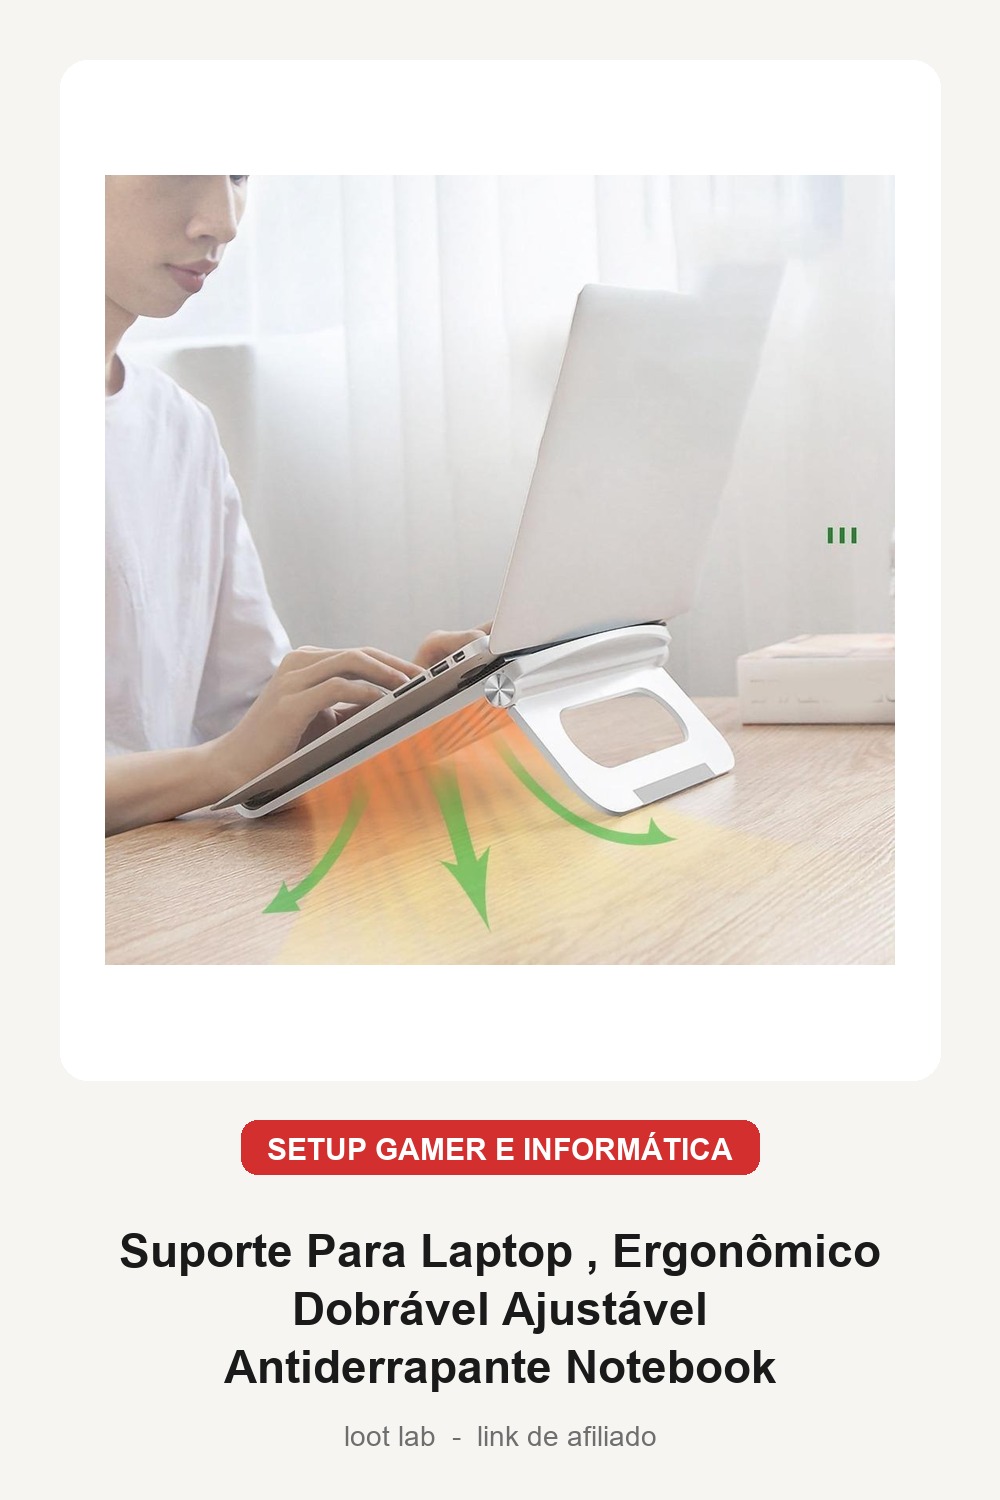 SETUP GAMER E INFORMÁTICA
Suporte Para Laptop , Ergonômico
Dobrável Ajustável
Antiderrapante Notebook
loot lab - link de afiliado